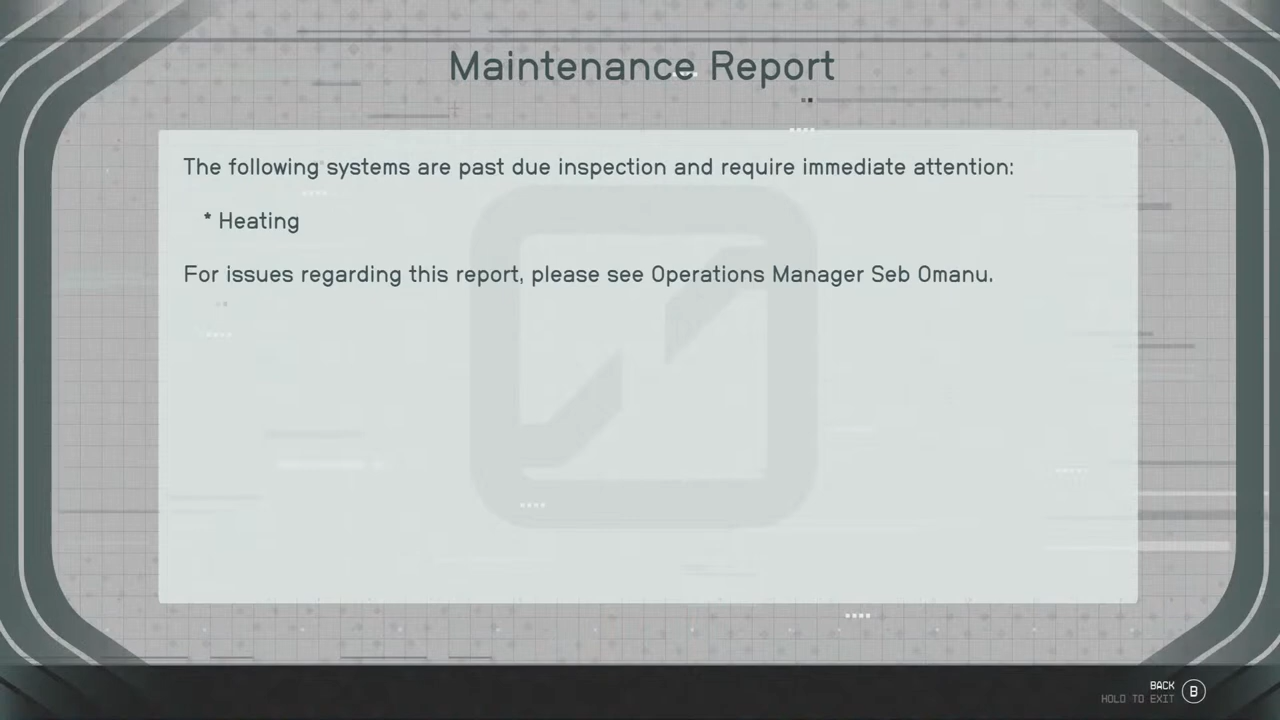 Maintenance Report
The following systems are past due inspection and require immediate attention:
* Heating
For issues regarding this report, please see Operations Manager Seb Omanu.
BACK
HOLD TO EXIT
B